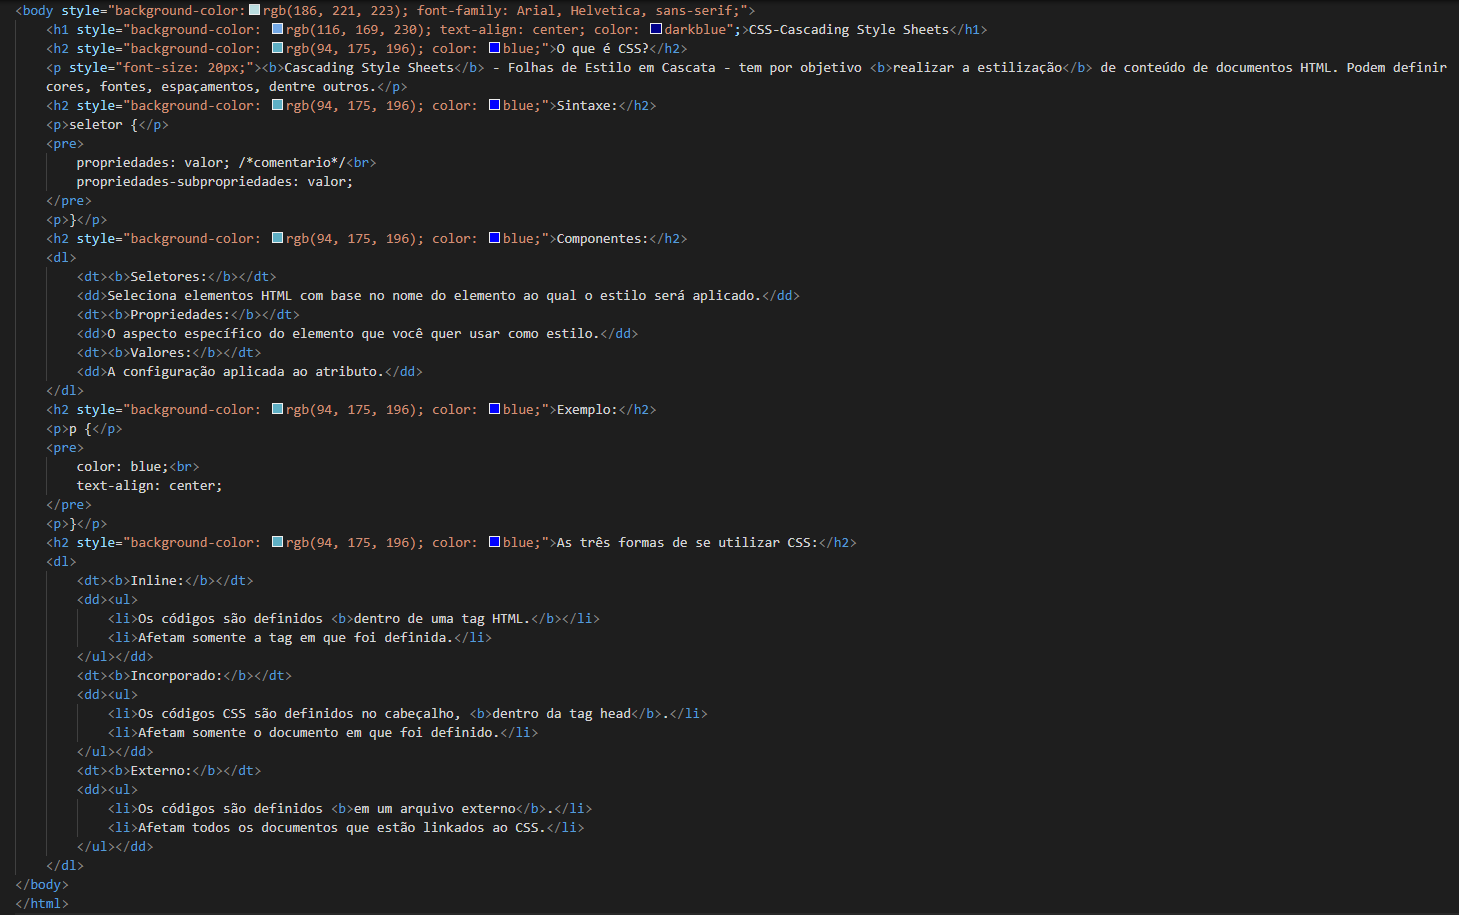 <body style="background-color:rgb(186, 221, 223); font-family: Arial, Helvetica, sans-serif;">
    <h1 style="background-color: rgb(116, 169, 230); text-align: center; color: darkblue";>CSS-Cascading Style Sheets</h1>
    <h2 style="background-color: rgb(94, 175, 196); color: blue;">O que é CSS?</h2>
    <p style="font-size: 20px;"><b>Cascading Style Sheets</b> - Folhas de Estilo em Cascata - tem por objetivo <b>realizar a estilização</b> de conteúdo de documentos HTML. Podem definir
    cores, fontes, espaçamentos, dentre outros.</p>
    <h2 style="background-color: rgb(94, 175, 196); color: blue;">Sintaxe:</h2>
    <p>seletor {</p>
    <pre>
        propriedades: valor; /*comentario*/<br>
        propriedades-subpropriedades: valor;
    </pre>
    <p>}</p>
    <h2 style="background-color: rgb(94, 175, 196); color: blue;">Componentes:</h2>
    <dl>
        <dt><b>Seletores:</b></dt>
        <dd>Seleciona elementos HTML com base no nome do elemento ao qual o estilo será aplicado.</dd>
        <dt><b>Propriedades:</b></dt>
        <dd>O aspecto específico do elemento que você quer usar como estilo.</dd>
        <dt><b>Valores:</b></dt>
        <dd>A configuração aplicada ao atributo.</dd>
    </dl>
    <h2 style="background-color: rgb(94, 175, 196); color: blue;">Exemplo:</h2>
    <p>p {</p>
    <pre>
        color: blue;<br>
        text-align: center;
    </pre>
    <p>}</p>
    <h2 style="background-color: rgb(94, 175, 196); color: blue;">As três formas de se utilizar CSS:</h2>
    <dl>
        <dt><b>Inline:</b></dt>
        <dd><ul>
            <li>Os códigos são definidos <b>dentro de uma tag HTML.</b></li>
            <li>Afetam somente a tag em que foi definida.</li>
        </ul></dd>
        <dt><b>Incorporado:</b></dt>
        <dd><ul>
            <li>Os códigos CSS são definidos no cabeçalho, <b>dentro da tag head</b>.</li>
            <li>Afetam somente o documento em que foi definido.</li>
        </ul></dd>
        <dt><b>Externo:</b></dt>
        <dd><ul>
            <li>Os códigos são definidos <b>em um arquivo externo</b>.</li>
            <li>Afetam todos os documentos que estão linkados ao CSS.</li>
        </ul></dd>
    </dl>
</body>
</html>